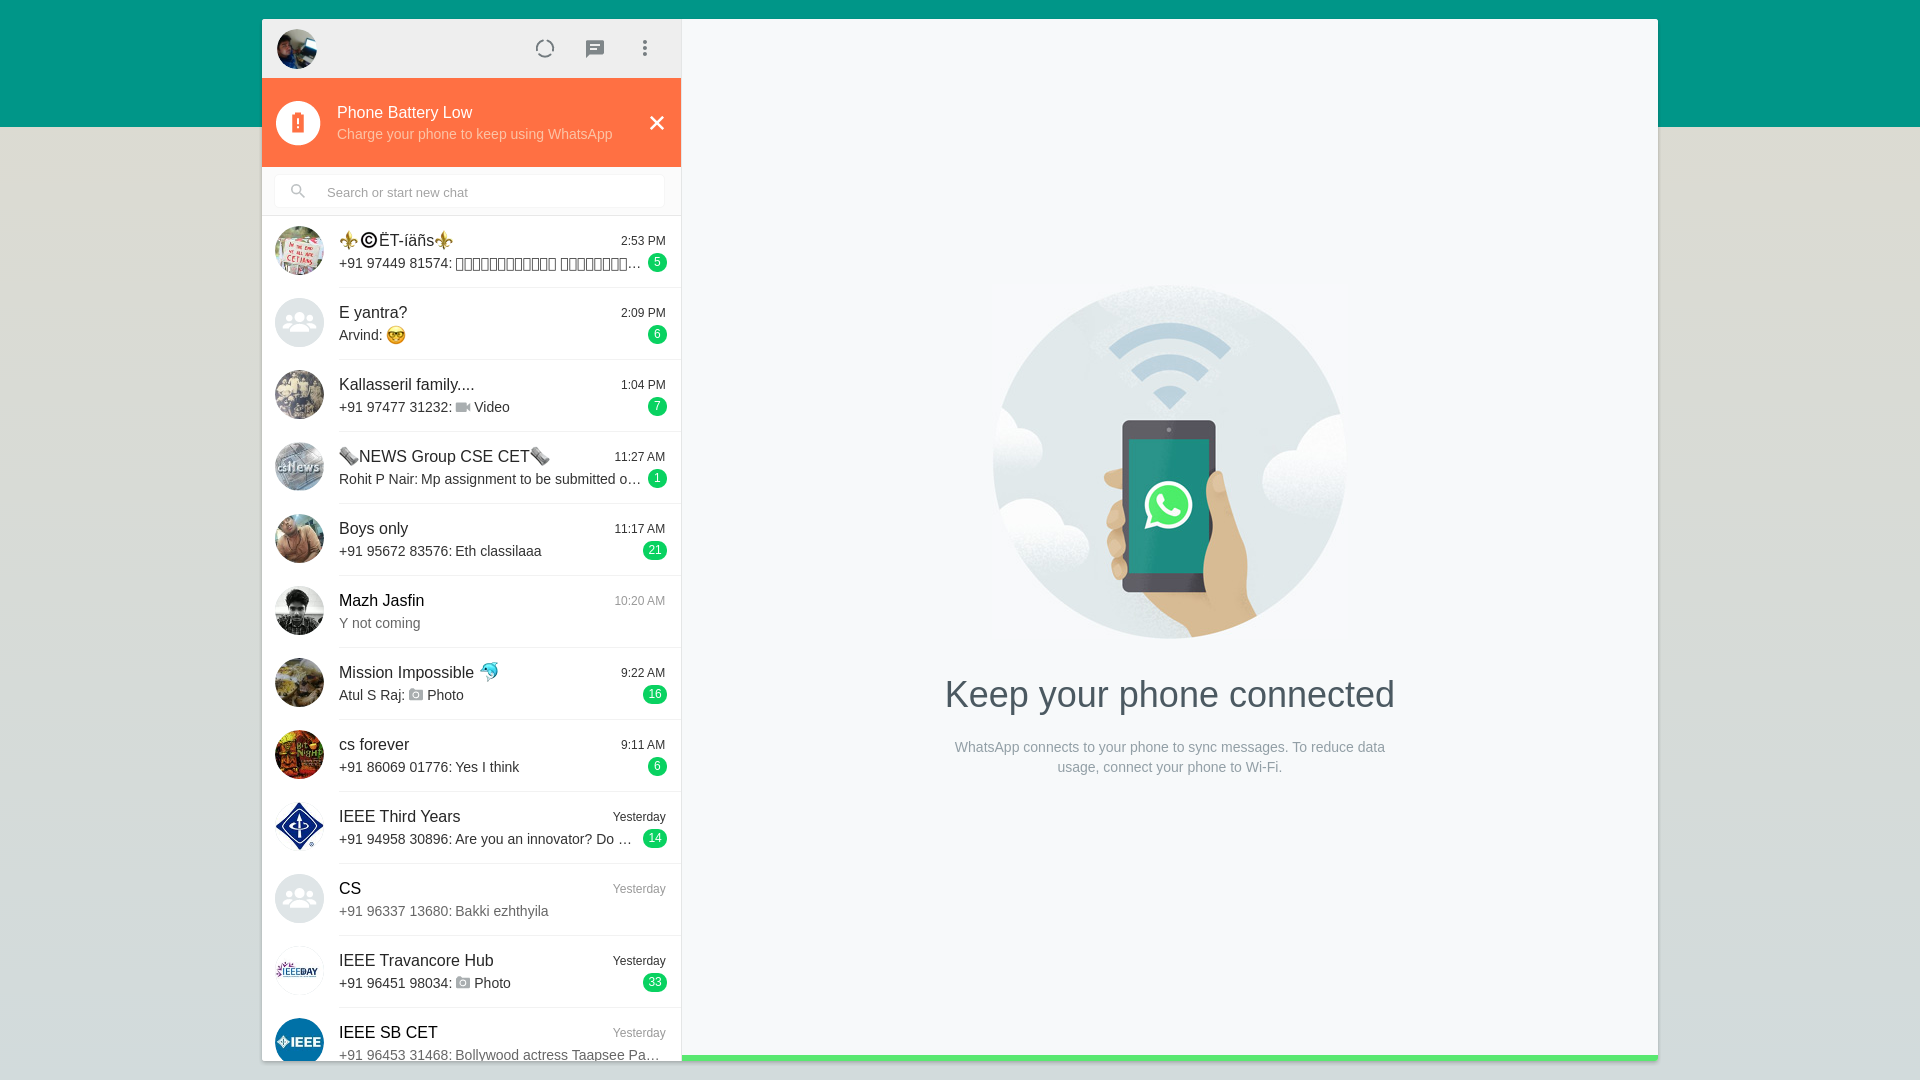 Phone Battery Low
Charge your phone to keep using WhatsApp
Search or start new chat
⚜️©ËT-íäñs⚜️
2:53 PM
+91 97449 81574:
5
E yantra?
2:09 PM
Arvind: 🤓
6
Kallasseril family....
1:04 PM
+91 97477 31232: Video
7
🗞️NEWS Group CSE CET🗞️
11:27 AM
Rohit P Nair: Mp assignment to be submitted o…
1
Boys only
11:17 AM
+91 95672 83576: Eth classilaaa
21
Mazh Jasfin
10:20 AM
Y not coming
Mission Impossible 🐬
9:22 AM
Atul S Raj: Photo
16
cs forever
9:11 AM
+91 86069 01776: Yes I think
6
IEEE Third Years
Yesterday
+91 94958 30896: Are you an innovator? Do …
14
CS
Yesterday
+91 96337 13680: Bakki ezhthyila
IEEE Travancore Hub
Yesterday
+91 96451 98034: Photo
33
IEEE SB CET
Yesterday
+91 96453 31468: Bollywood actress Taapsee Pa…
csNews
IEEEDAY
IEEE
Keep your phone connected
WhatsApp connects to your phone to sync messages. To reduce data
usage, connect your phone to Wi-Fi.